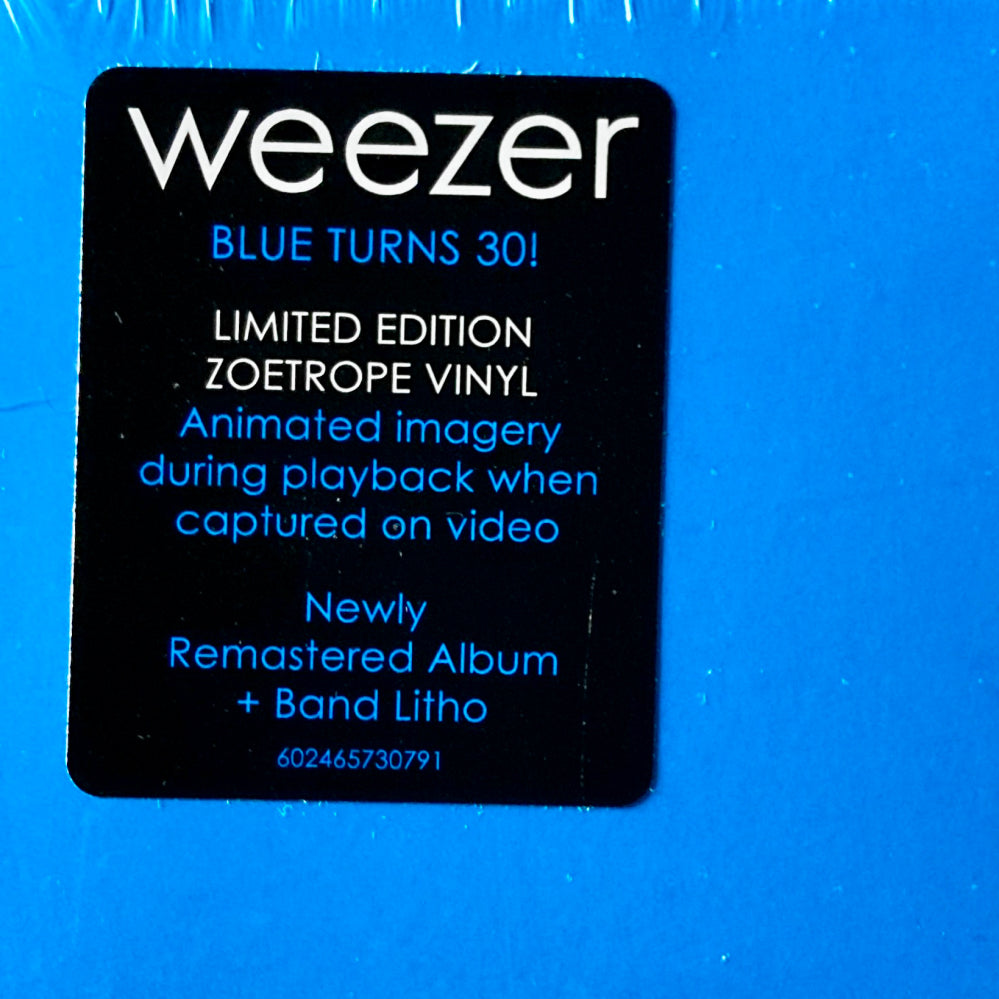 weezer
BLUE TURNS 30!
LIMITED EDITION
ZOETROPE VINYL
Animated imagery
during playback when
captured on video
Newly
Remastered Album
+ Band Litho
602465730791